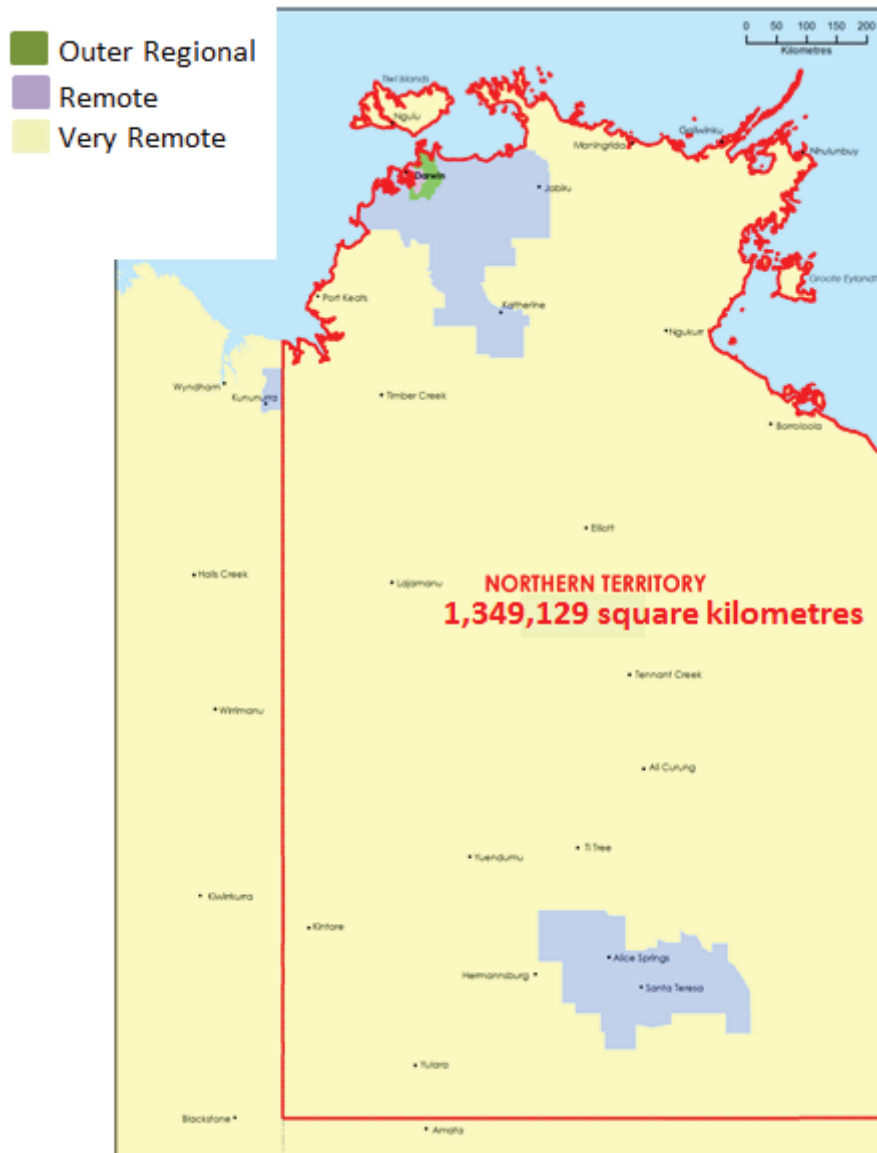 Outer Regional
Remote
Very Remote
0 50 100 150 200
Kilometres
Tiwi Islands
Nguiu
Darwin
Jabiru
Maningrida
Galiwinku
Nhulunbuy
Groote Eylandt
Port Keats
Katherine
Ngukurr
Wyndham
Kununurra
Timber Creek
Borroloola
Elliott
Halls Creek
Lajamanu
NORTHERN TERRITORY
1,349,129 square kilometres
Tennant Creek
Wirrimanu
Ali Curung
Ti Tree
Yuendumu
Kiwirrkurra
Kintore
Alice Springs
Hermannsburg
Santa Teresa
Yulara
Blackstone
Amata